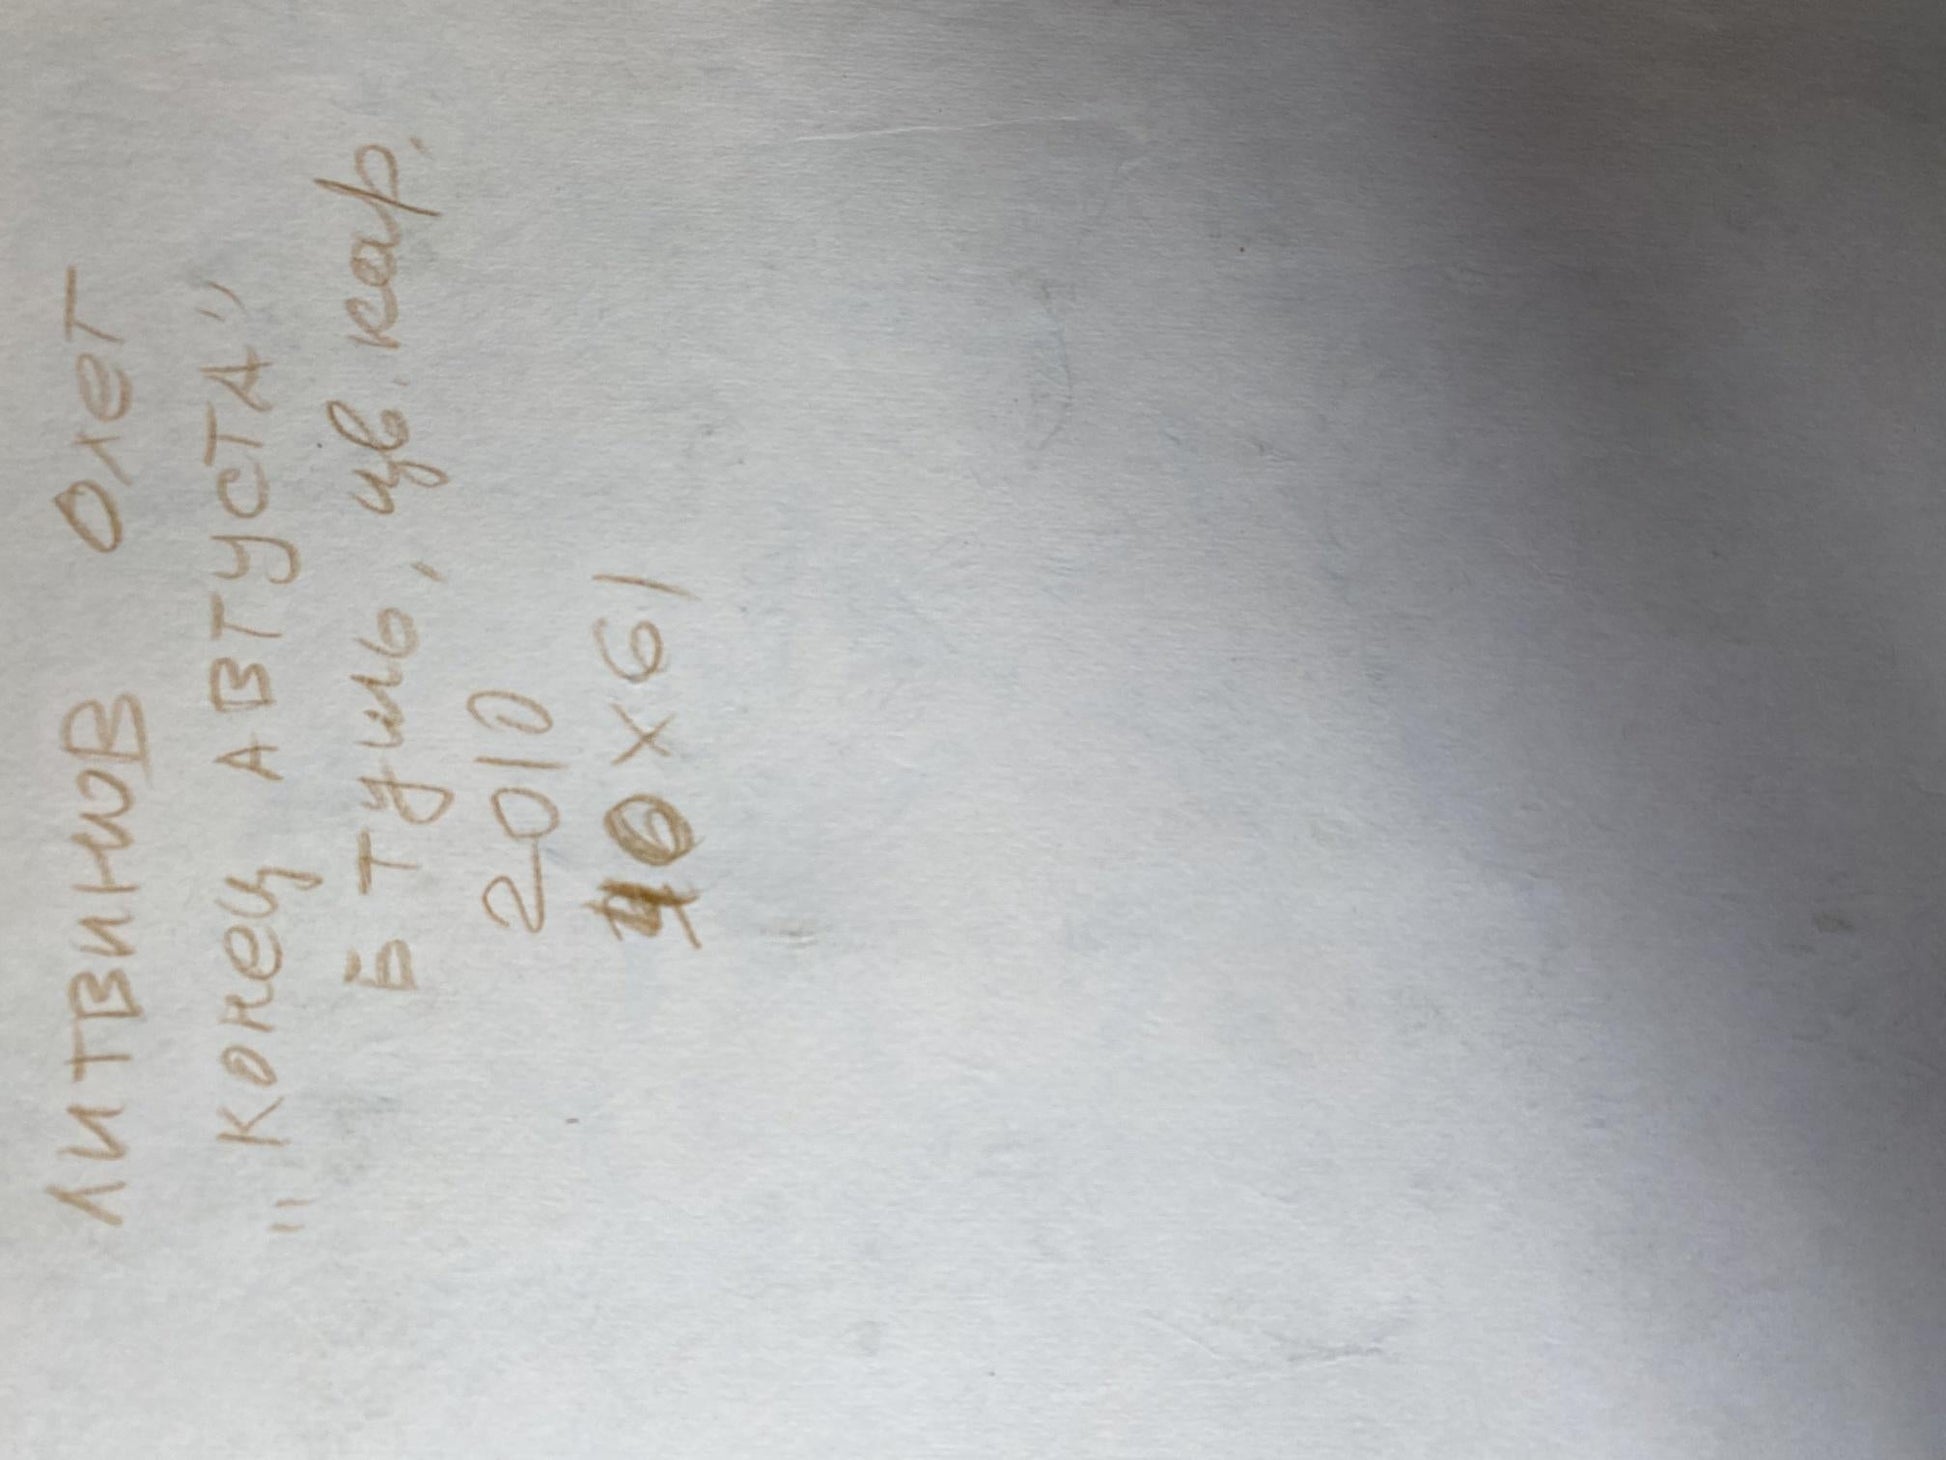 ЛИТВИНОВ ОЛЕГ
"КОНЕЦ АВГУСТА"
Б тушь, цв. кар.
2010
40 х 61